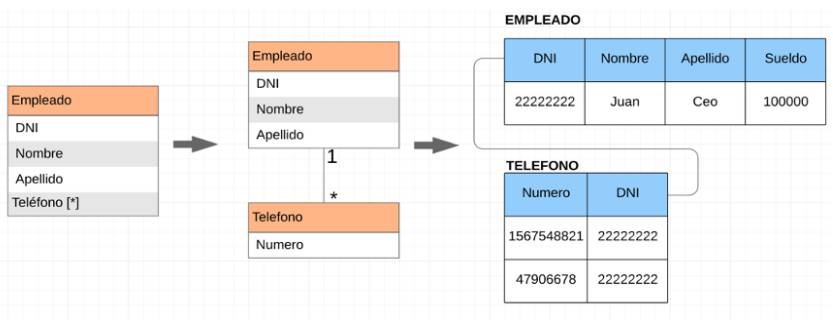 Empleado
DNI
Nombre
Apellido
Teléfono [*]
Empleado
DNI
Nombre
Apellido
1
*
Telefono
Numero
EMPLEADO
DNI Nombre Apellido Sueldo
22222222 Juan Ceo 100000
TELEFONO
Numero DNI
1567548821 22222222
47906678 22222222